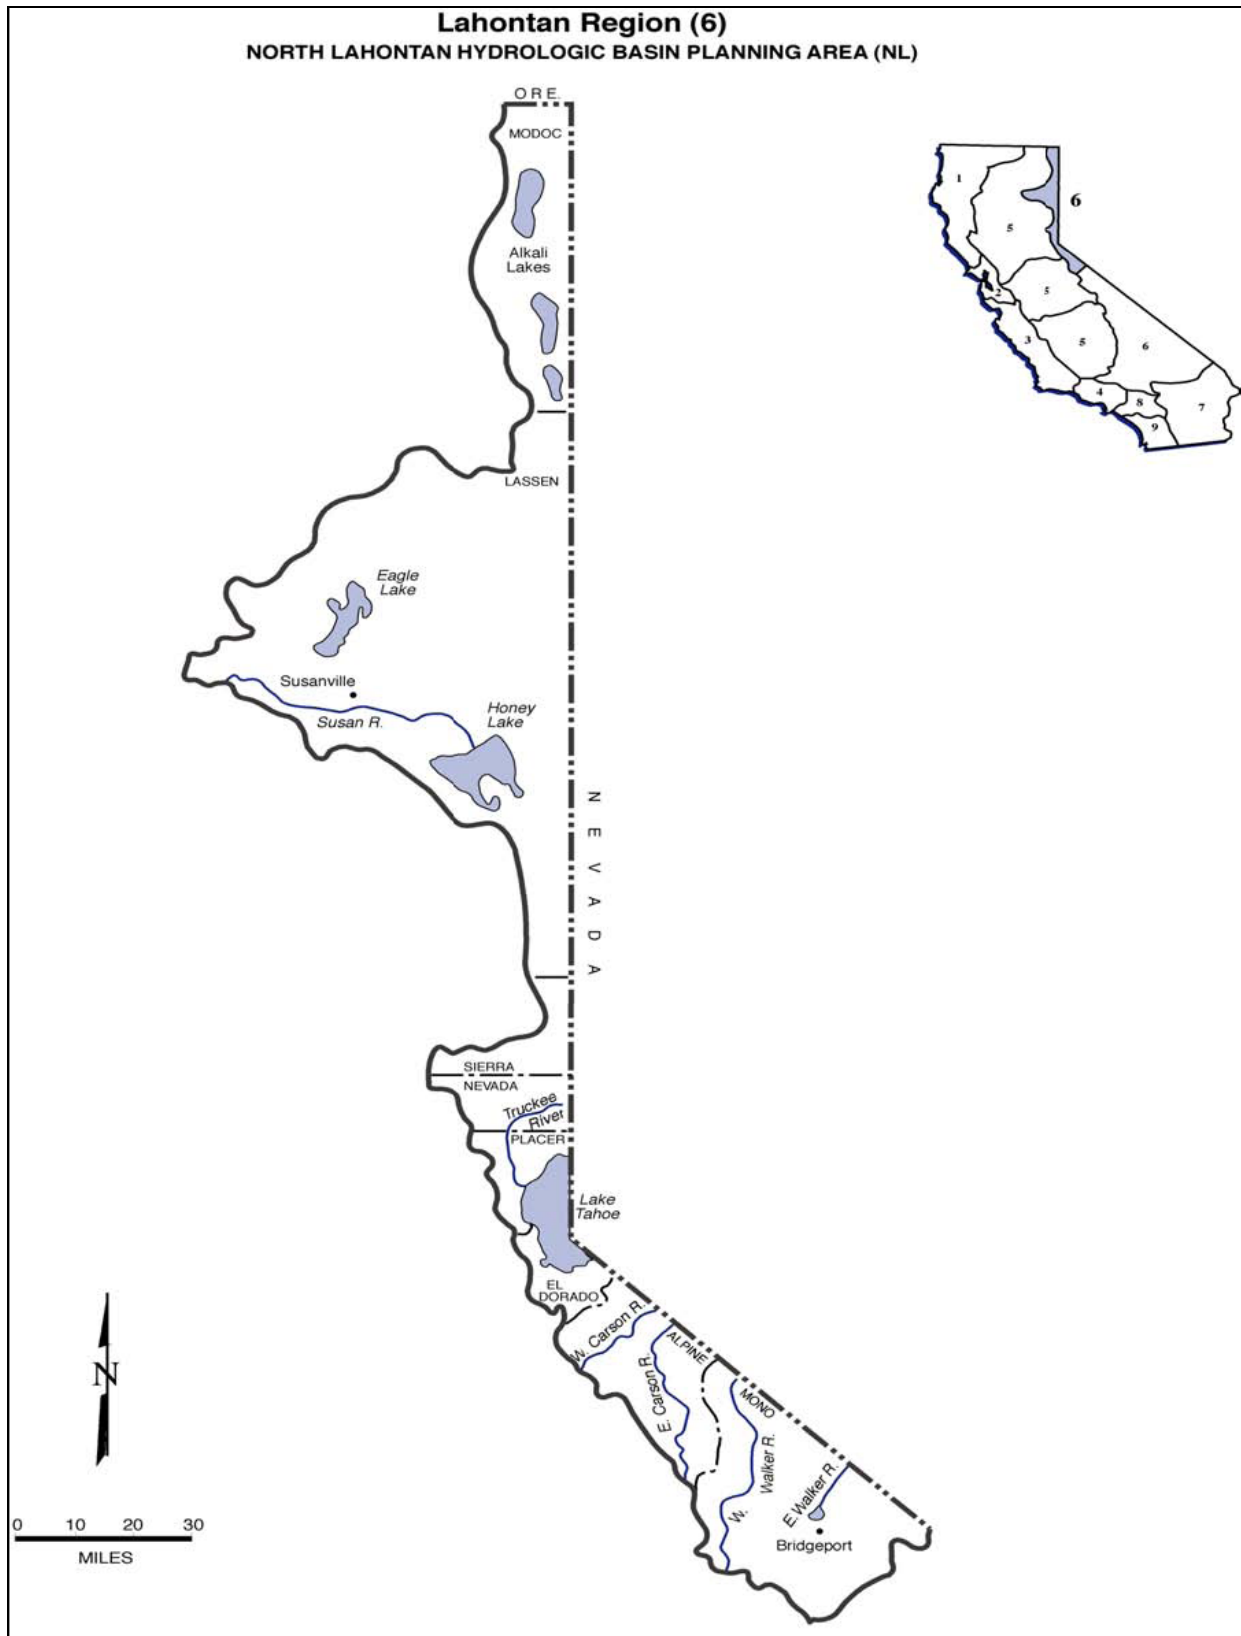 Lahontan Region (6)
NORTH LAHONTAN HYDROLOGIC BASIN PLANNING AREA (NL)
ORE.
MODOC
Alkali
Lakes
LASSEN
Eagle
Lake
Susanville
Susan R.
Honey
Lake
NEVADA
SIERRA
NEVADA
Truckee
River
PLACER
Lake
Tahoe
EL
DORADO
W. Carson R.
E. Carson R.
ALPINE
MONO
W. Walker R.
E. Walker R.
Bridgeport
N
0 10 20 30
MILES
1
5
6
2
5
3
5
6
4
8
7
9